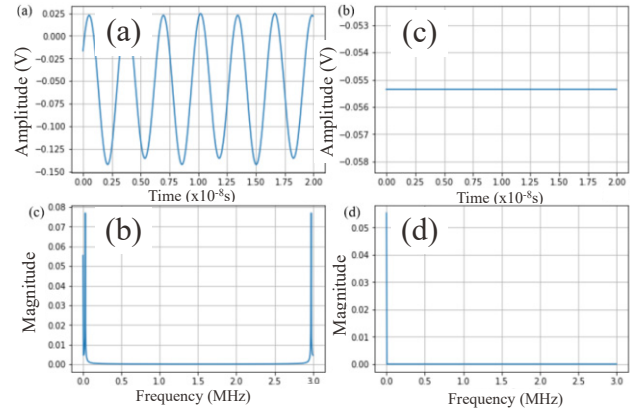 (a)
(a)
Amplitude (V)
0.025
0.000
−0.025
−0.050
−0.075
−0.100
−0.125
−0.150
0.00 0.25 0.50 0.75 1.00 1.25 1.50 1.75 2.00
Time (x10-8s)
(b)
(c)
Amplitude (V)
−0.053
−0.054
−0.055
−0.056
−0.057
−0.058
0.00 0.25 0.50 0.75 1.00 1.25 1.50 1.75 2.00
Time (x10-8s)
(c)
(b)
Magnitude
0.08
0.07
0.06
0.05
0.04
0.03
0.02
0.01
0.00
0.0 0.5 1.0 1.5 2.0 2.5 3.0
Frequency (MHz)
(d)
(d)
Magnitude
0.05
0.04
0.03
0.02
0.01
0.00
0.0 0.5 1.0 1.5 2.0 2.5 3.0
Frequency (MHz)